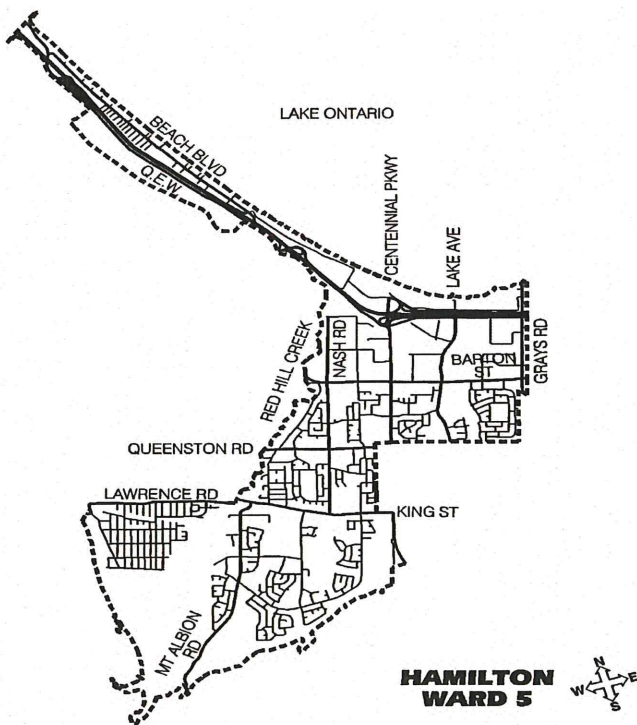 LAKE ONTARIO
BEACH BLVD
Q.E.W.
CENTENNIAL PKWY
LAKE AVE
NASH RD
BARTON
ST
GRAYS RD
RED HILL CREEK
QUEENSTON RD
LAWRENCE RD
KING ST
MT ALBION
RD
HAMILTON
WARD 5
N
W E
S